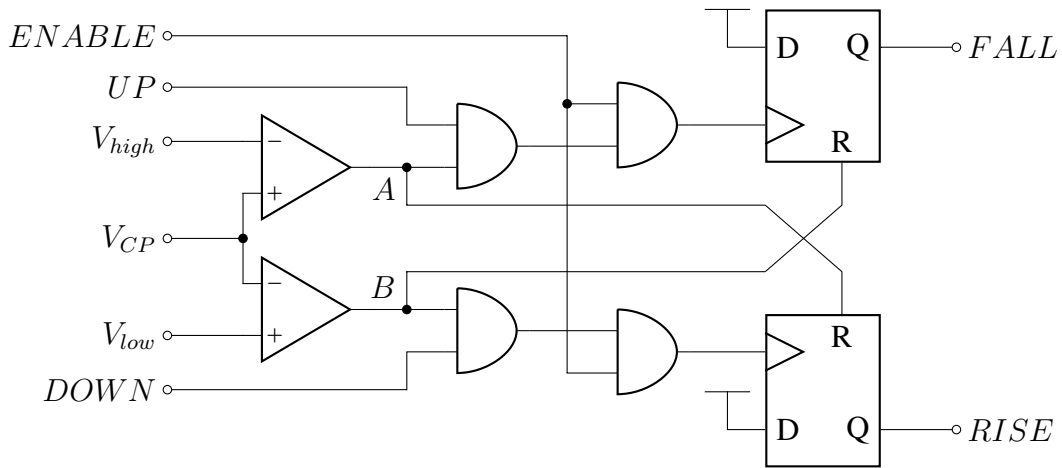 ENABLE
UP
V_high
V_CP
V_low
DOWN
−
+
−
+
A
B
D
Q
R
FALL
R
D
Q
RISE